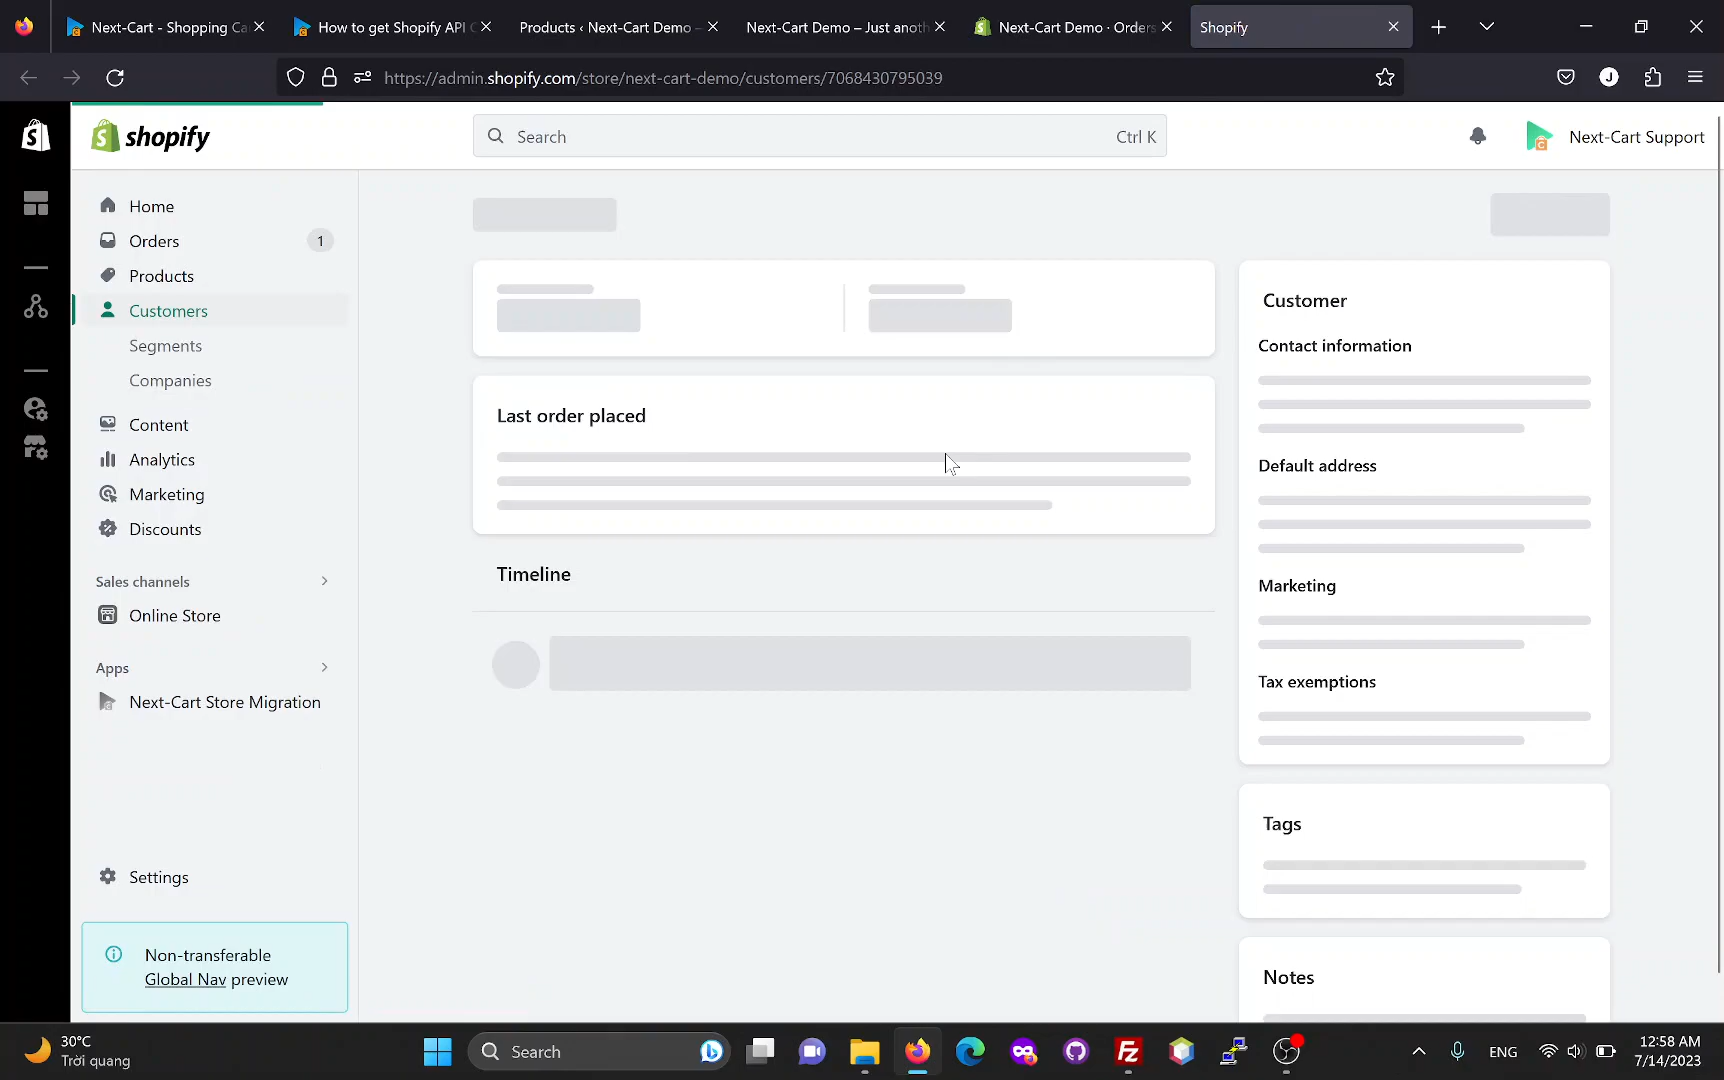 Next-Cart - Shopping Ca
How to get Shopify API C
Products ‹ Next-Cart Demo –
Next-Cart Demo – Just anoth
Next-Cart Demo · Orders
Shopify
https://admin.shopify.com/store/next-cart-demo/customers/7068430795039
J
shopify
Search
Ctrl K
Next-Cart Support
Home
Orders
1
Products
Customers
Segments
Companies
Content
Analytics
Marketing
Discounts
Sales channels
Online Store
Apps
Next-Cart Store Migration
Settings
Non-transferable
Global Nav preview
Last order placed
Timeline
Customer
Contact information
Default address
Marketing
Tax exemptions
Tags
Notes
30°C
Trời quang
Search
ENG
12:58 AM
7/14/2023